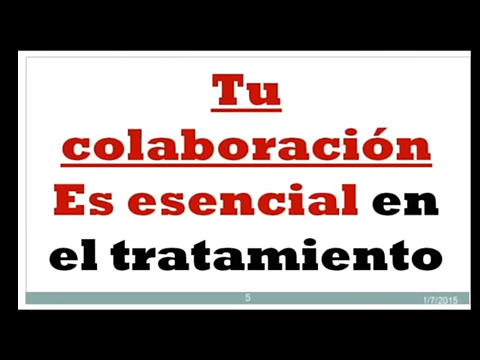 Tu
colaboración
Es esencial en
el tratamiento
5
1/7/2015